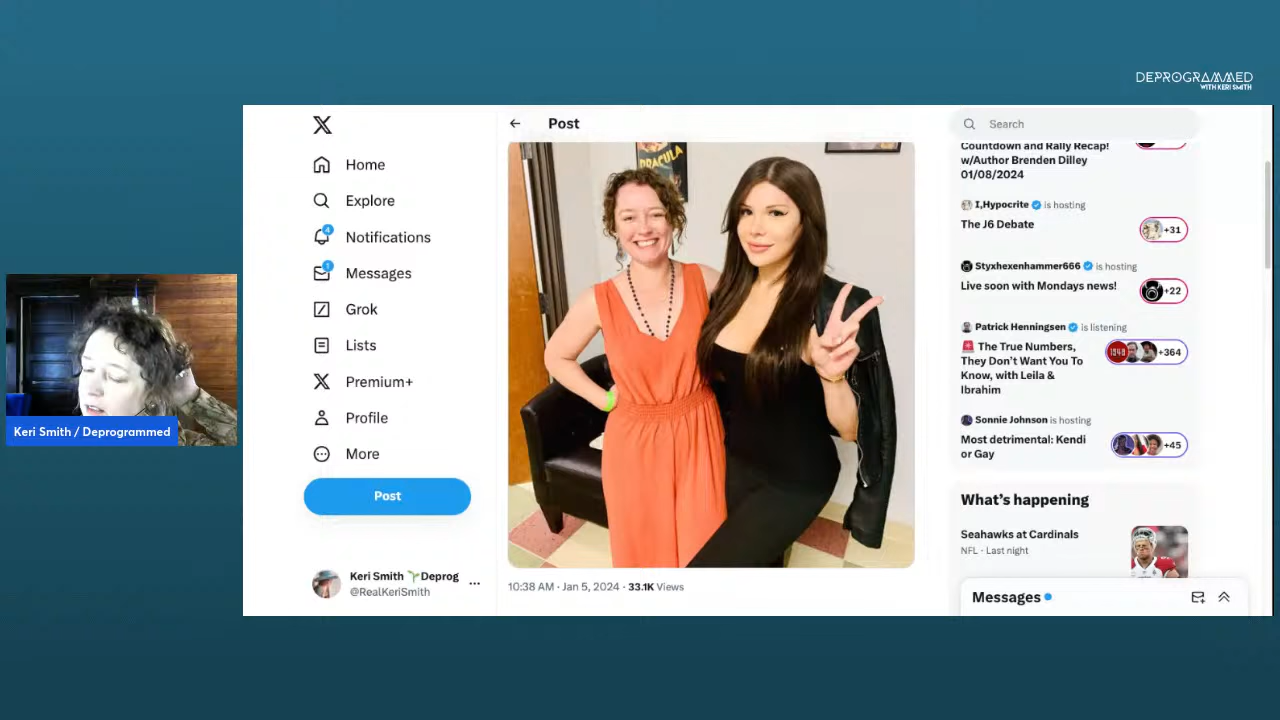 DEPROGRAMMED
WITH KERI SMITH
Keri Smith / Deprogrammed
Home
Explore
4
Notifications
1
Messages
Grok
Lists
Premium+
Profile
More
Post
Keri Smith 🌱Deprog
@RealKeriSmith
...
Post
DRACULA
10:38 AM · Jan 5, 2024 · 33.1K Views
Search
Countdown and Rally Recap!
w/Author Brenden Dilley
01/08/2024
I,Hypocrite is hosting
The J6 Debate
+31
Styxhexenhammer666 is hosting
Live soon with Mondays news!
+22
Patrick Henningsen is listening
🚨 The True Numbers,
They Don't Want You To
Know, with Leila &
Ibrahim
+364
Sonnie Johnson is hosting
Most detrimental: Kendi
or Gay
+45
What's happening
Seahawks at Cardinals
NFL · Last night
Messages